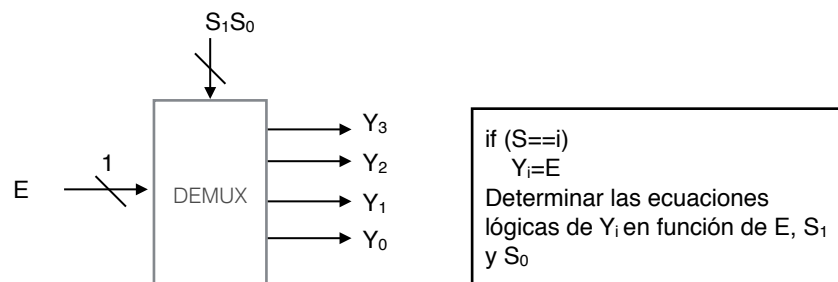 S₁S₀
E
1
DEMUX
Y₃
Y₂
Y₁
Y₀
if (S==i)
Yᵢ=E
Determinar las ecuaciones
lógicas de Yᵢ en función de E, S₁
y S₀